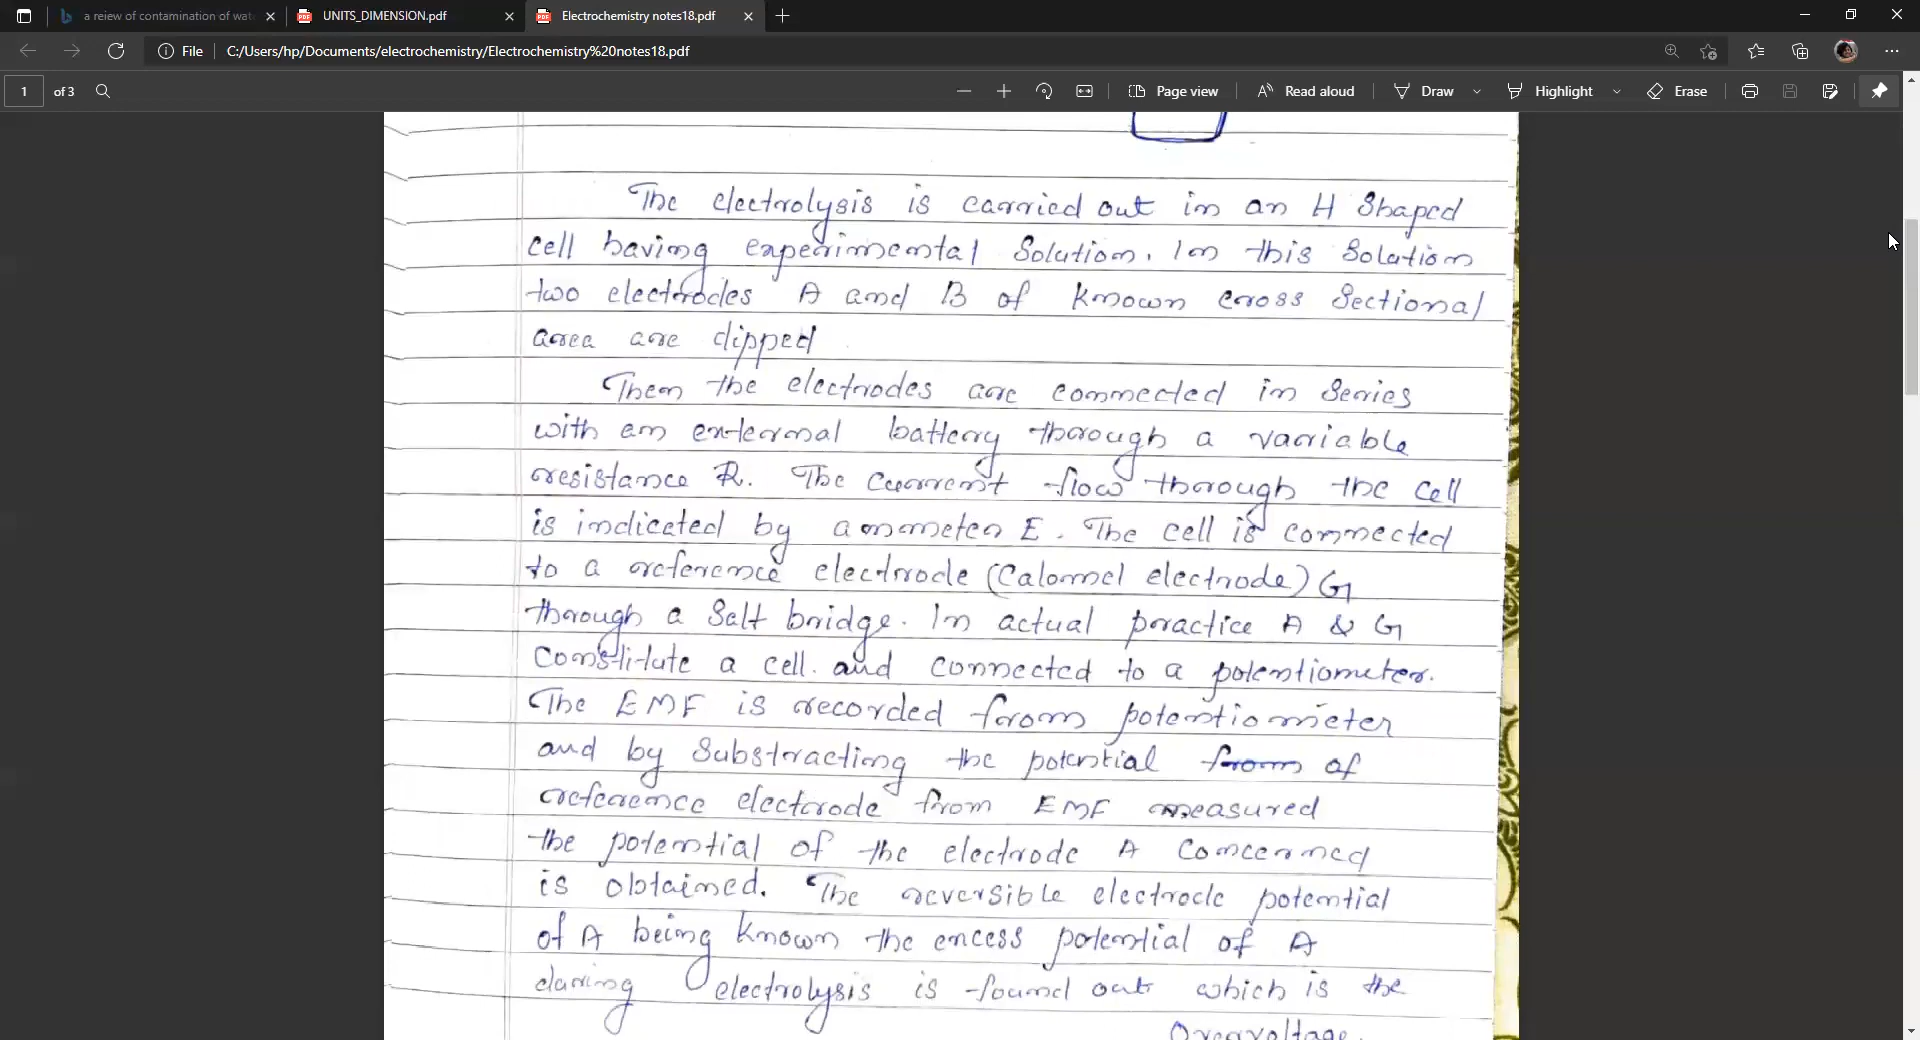 a reiew of contamination of wat
UNITS_DIMENSION.pdf
Electrochemistry notes18.pdf
File
C:/Users/hp/Documents/electrochemistry/Electrochemistry%20notes18.pdf
1 of 3
Page view
Read aloud
Draw
Highlight
Erase
The electrolysis is carried out in an H Shaped
cell having experimental Solution. In this Solution
two electrodes A and B of known cross Sectional
area are dipped
Then the electrodes are connected in Series
with an external battery through a variable
resistance R. The current flow through the cell
is indicated by ammeter E. The cell is connected
to a reference electrode (Calomel electrode) G
through a Salt bridge. In actual practice A & G
Constitute a cell. and connected to a potentiometer.
The EMF is recorded from potentiometer
and by Substracting the potential from of
reference electrode from EMF measured
the potential of the electrode A Concerned
is obtained. The reversible electrode potential
of A being known the excess potential of A
during electrolysis is found out which is the
Overvoltage.